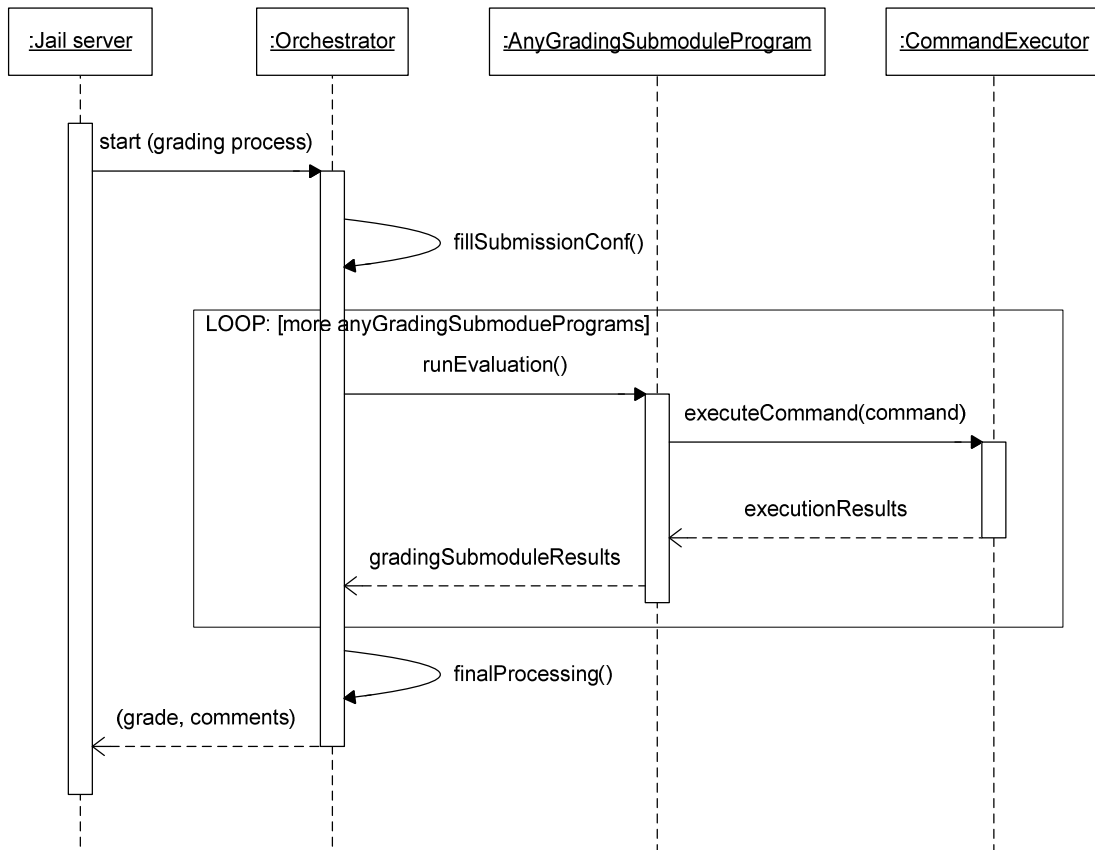 :Jail server
:Orchestrator
:AnyGradingSubmoduleProgram
:CommandExecutor
start (grading process)
fillSubmissionConf()
LOOP: [more anyGradingSubmoduePrograms]
runEvaluation()
executeCommand(command)
executionResults
gradingSubmoduleResults
finalProcessing()
(grade, comments)